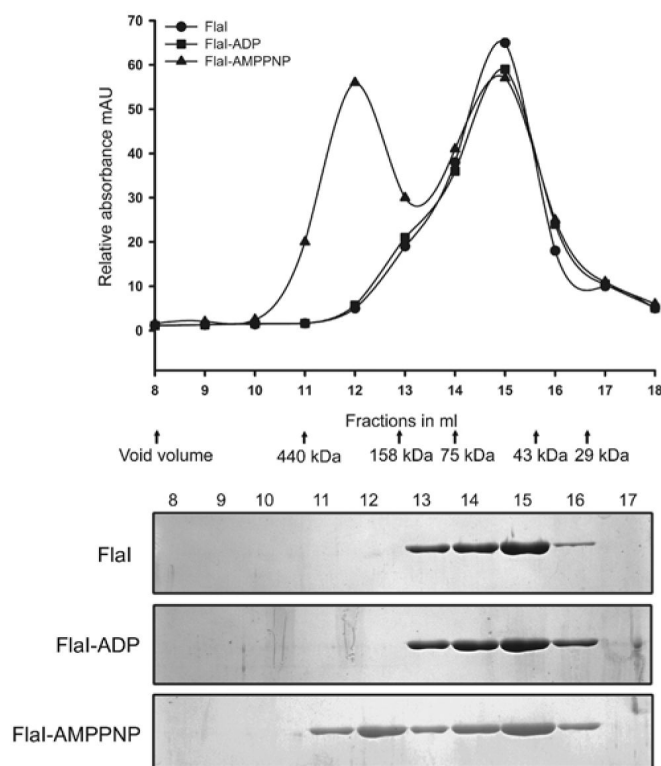 FlaI
FlaI-ADP
FlaI-AMPPNP
Relative absorbance mAU
70
60
50
40
30
20
10
0
8 9 10 11 12 13 14 15 16 17 18
Fractions in ml
Void volume 440 kDa 158 kDa 75 kDa 43 kDa 29 kDa
8 9 10 11 12 13 14 15 16 17
FlaI
FlaI-ADP
FlaI-AMPPNP